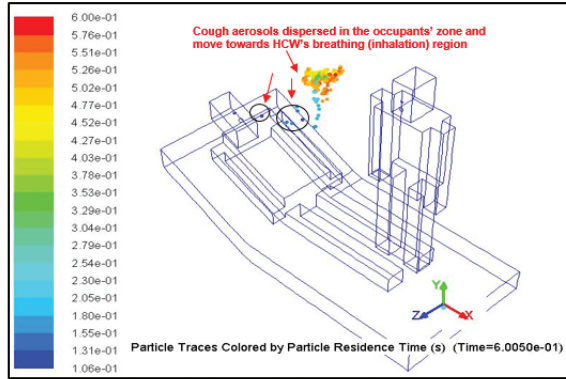 6.00e-01
5.76e-01
5.51e-01
5.26e-01
5.02e-01
4.77e-01
4.52e-01
4.27e-01
4.03e-01
3.78e-01
3.53e-01
3.29e-01
3.04e-01
2.79e-01
2.54e-01
2.30e-01
2.05e-01
1.80e-01
1.55e-01
1.31e-01
1.06e-01
Cough aerosols dispersed in the occupants' zone and
move towards HCW's breathing (inhalation) region
Y
Z
X
Particle Traces Colored by Particle Residence Time (s) (Time=6.0050e-01)